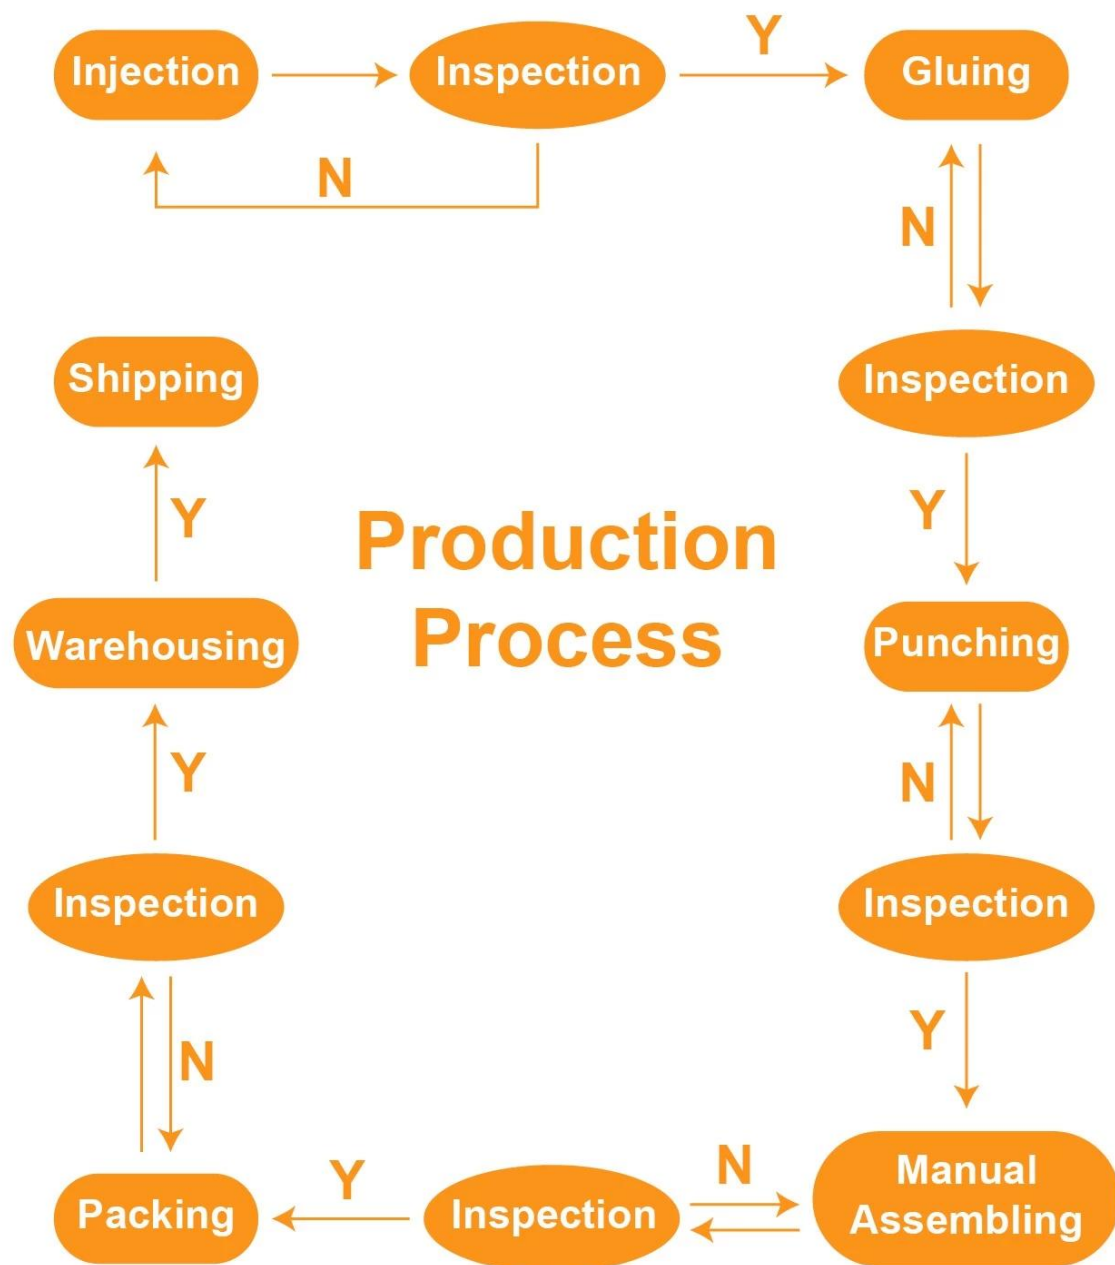 Injection
Inspection
Y
Gluing
N
N
Inspection
Y
Punching
N
Inspection
Y
Manual
Assembling
N
Inspection
Y
Packing
N
Inspection
Y
Warehousing
Y
Shipping
Production
Process